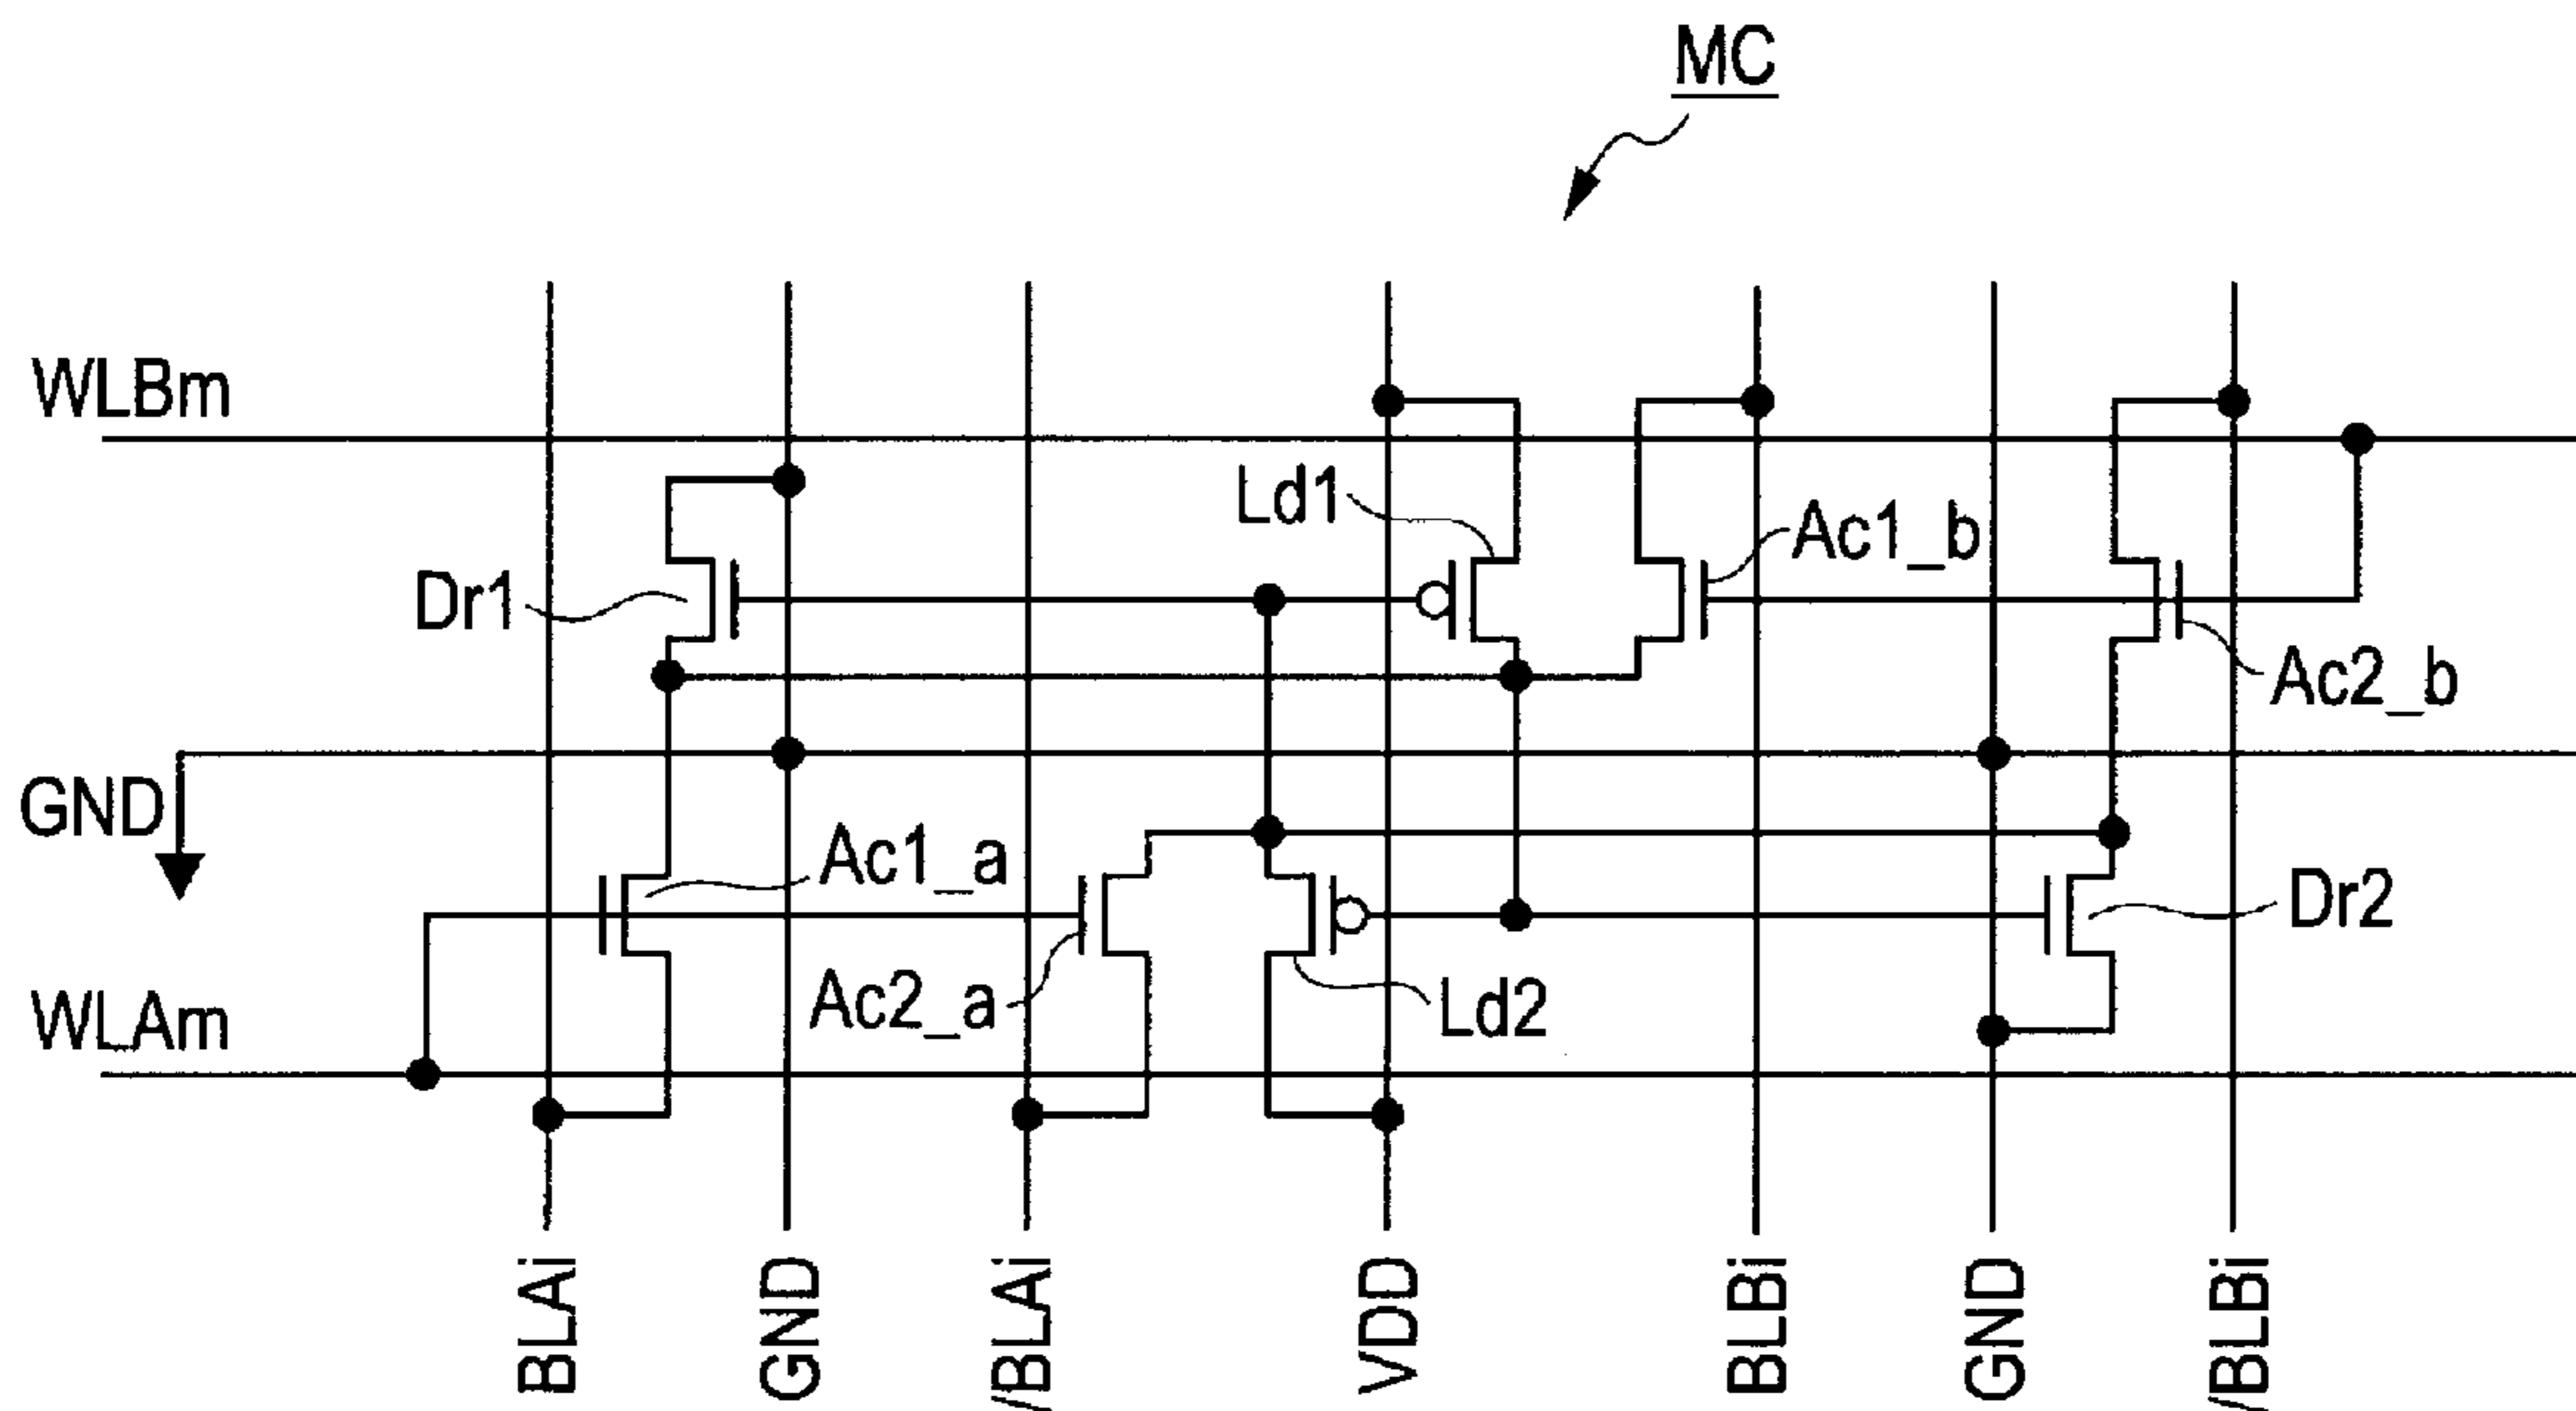 MC
WLBm
Ld1
Ac1_b
Dr1
Ac2_b
GND
Ac1_a
Dr2
Ac2_a
Ld2
WLAm
BLAi
GND
/BLAi
VDD
BLBi
GND
/BLBi